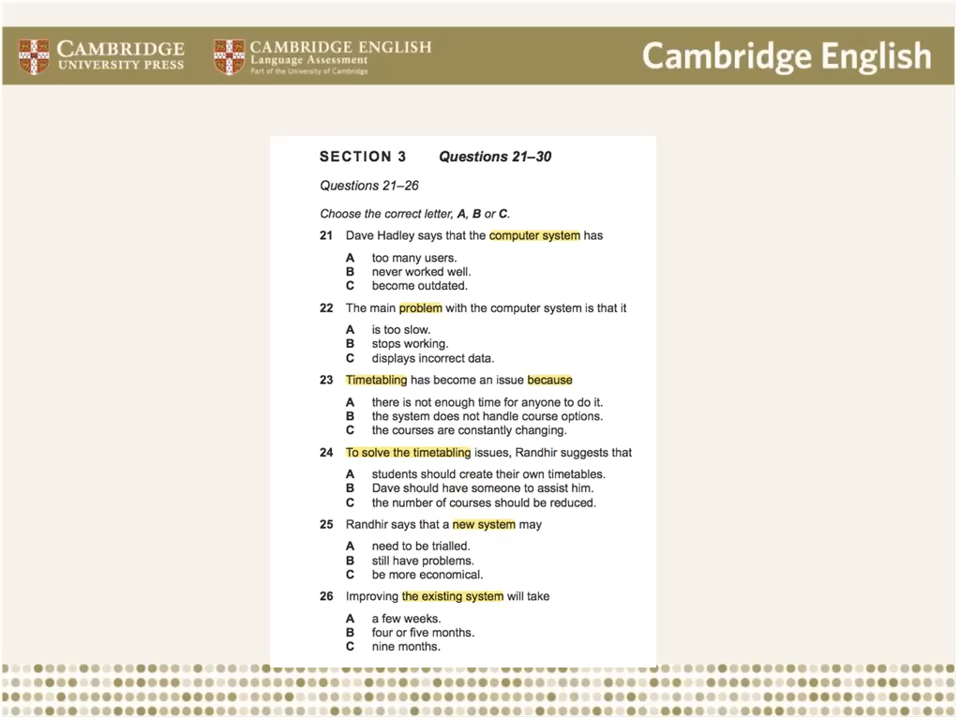 CAMBRIDGE
UNIVERSITY PRESS
CAMBRIDGE ENGLISH
Language Assessment
Part of the University of Cambridge
Cambridge English
SECTION 3 Questions 21–30
Questions 21–26
Choose the correct letter, A, B or C.
21 Dave Hadley says that the computer system has
A too many users.
B never worked well.
C become outdated.
22 The main problem with the computer system is that it
A is too slow.
B stops working.
C displays incorrect data.
23 Timetabling has become an issue because
A there is not enough time for anyone to do it.
B the system does not handle course options.
C the courses are constantly changing.
24 To solve the timetabling issues, Randhir suggests that
A students should create their own timetables.
B Dave should have someone to assist him.
C the number of courses should be reduced.
25 Randhir says that a new system may
A need to be trialled.
B still have problems.
C be more economical.
26 Improving the existing system will take
A a few weeks.
B four or five months.
C nine months.